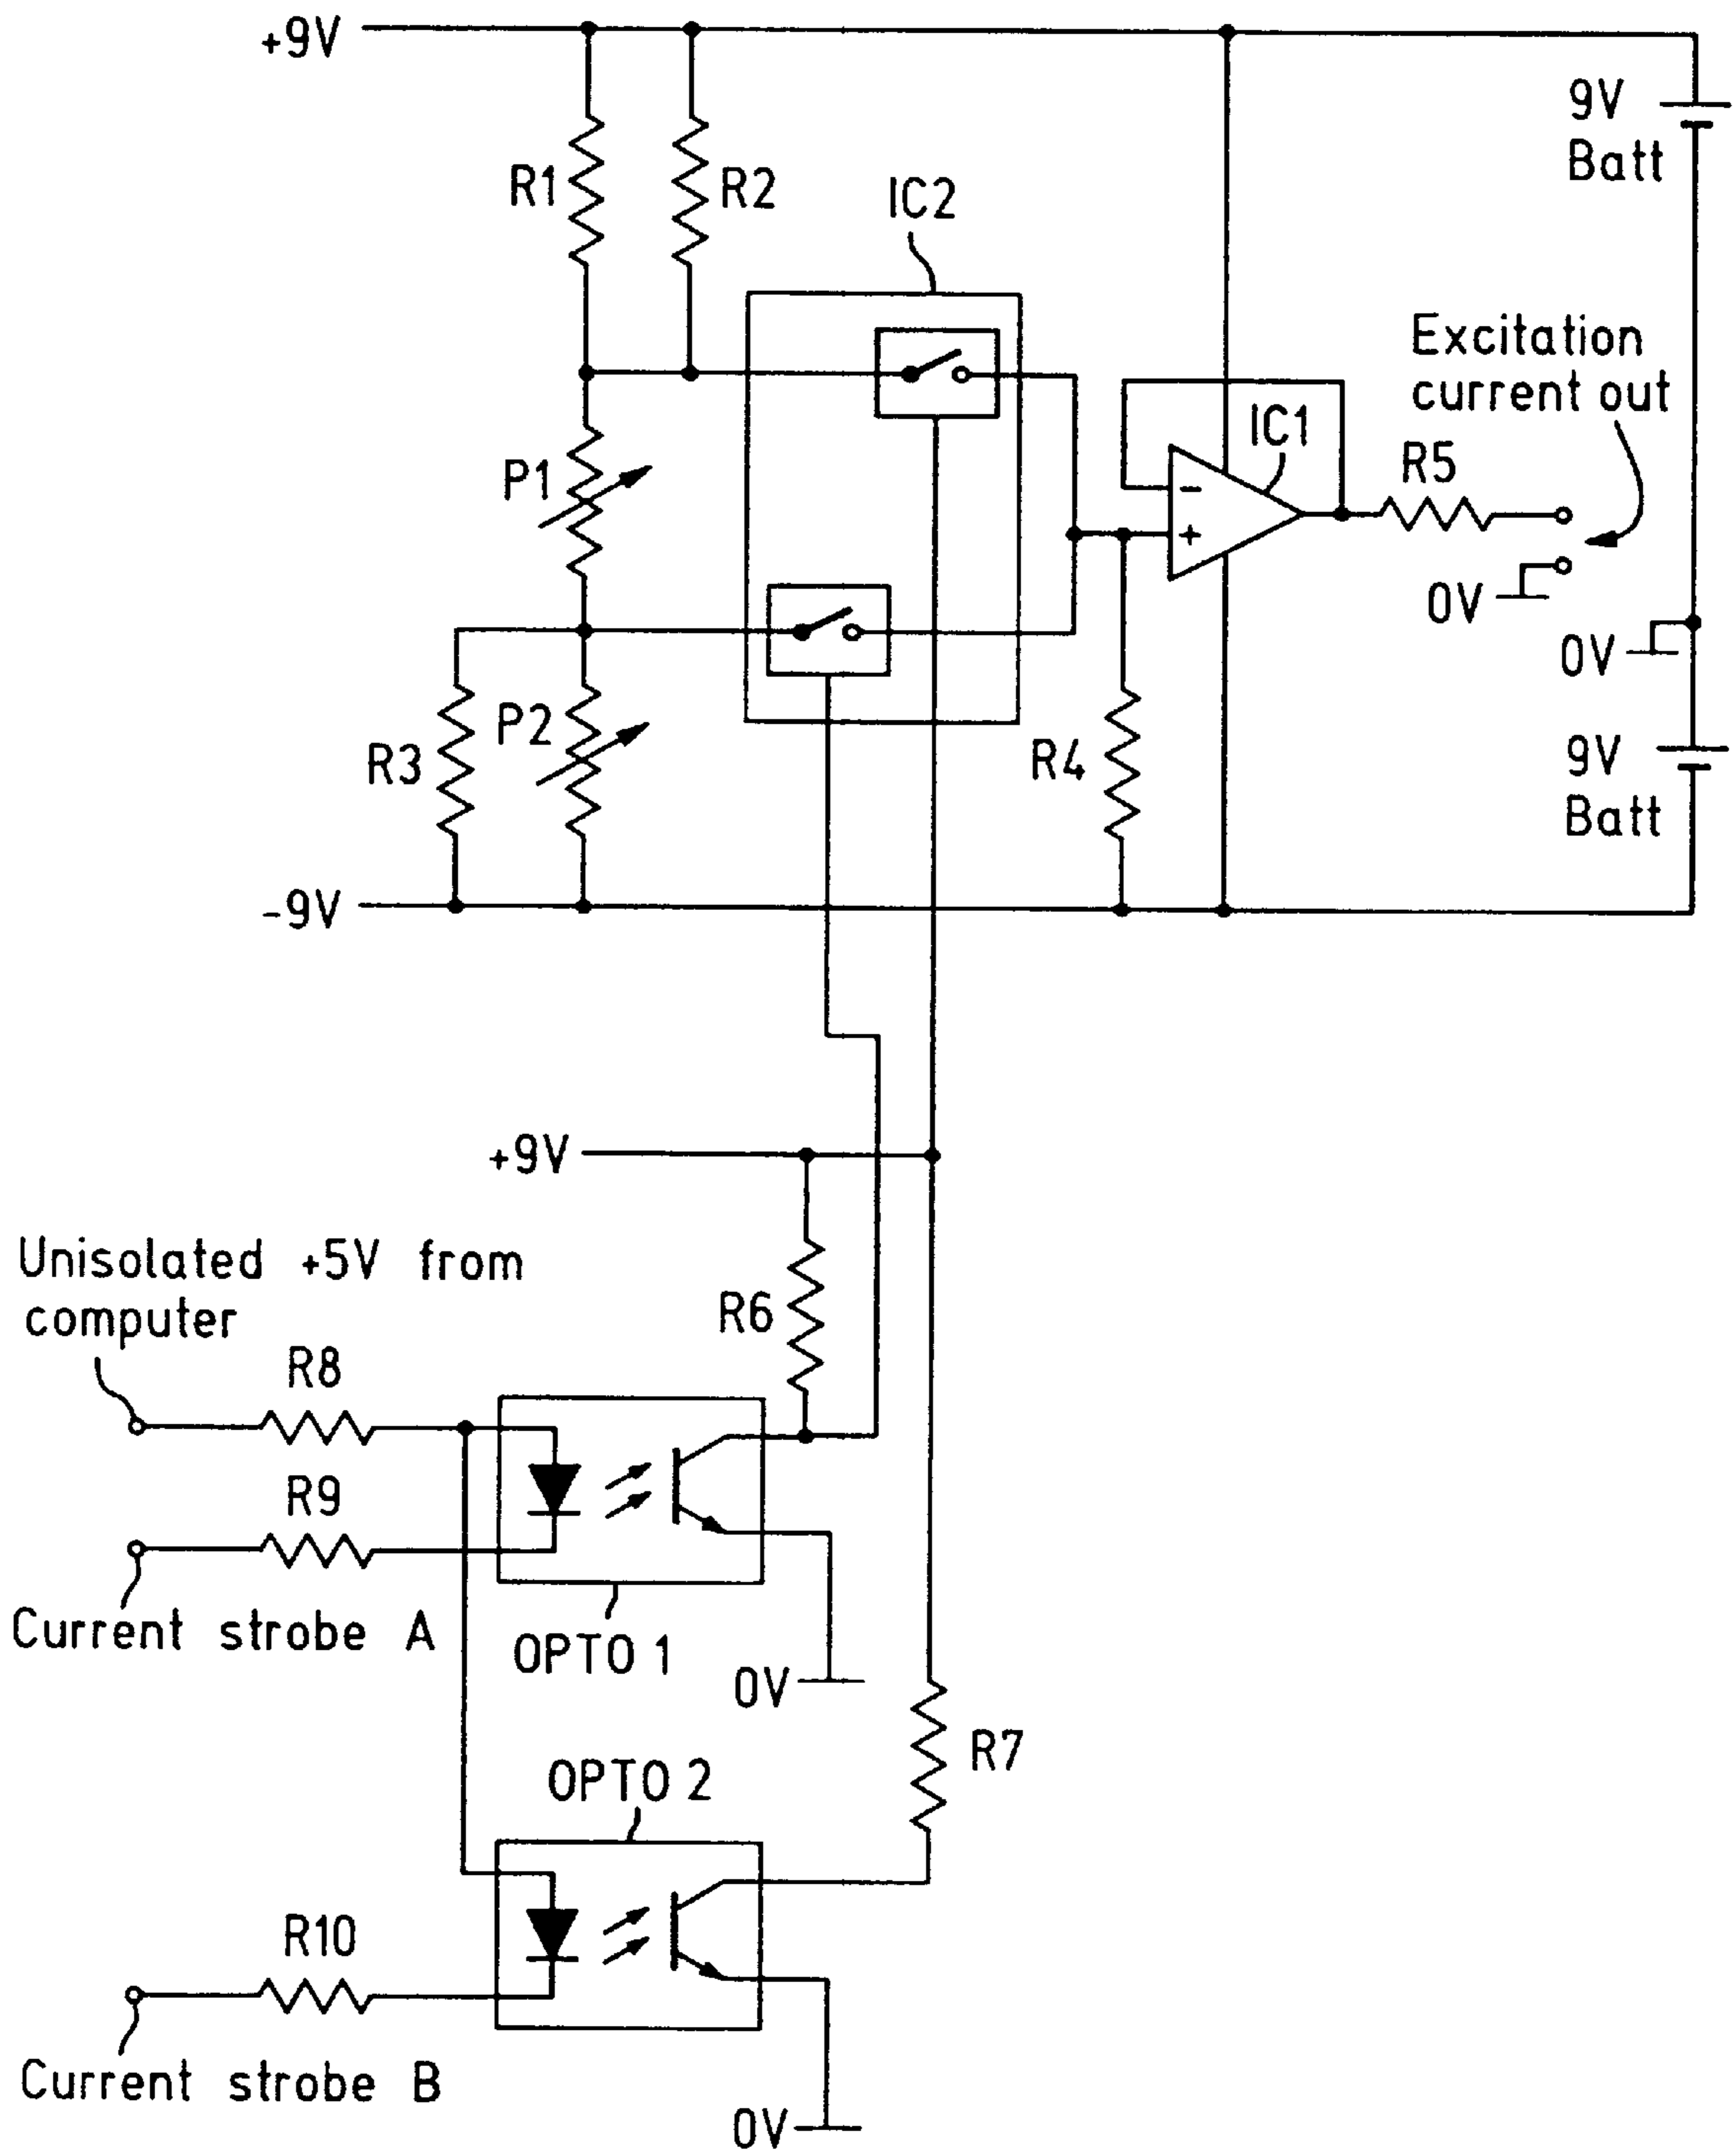 +9V
9V
Batt
R1
R2
IC2
Excitation
current out
P1
IC1
R5
-
+
0V
0V
R3
P2
R4
9V
Batt
-9V
+9V
Unisolated +5V from
computer
R6
R8
R9
Current strobe A
OPTO 1
0V
R7
OPTO 2
R10
Current strobe B
0V